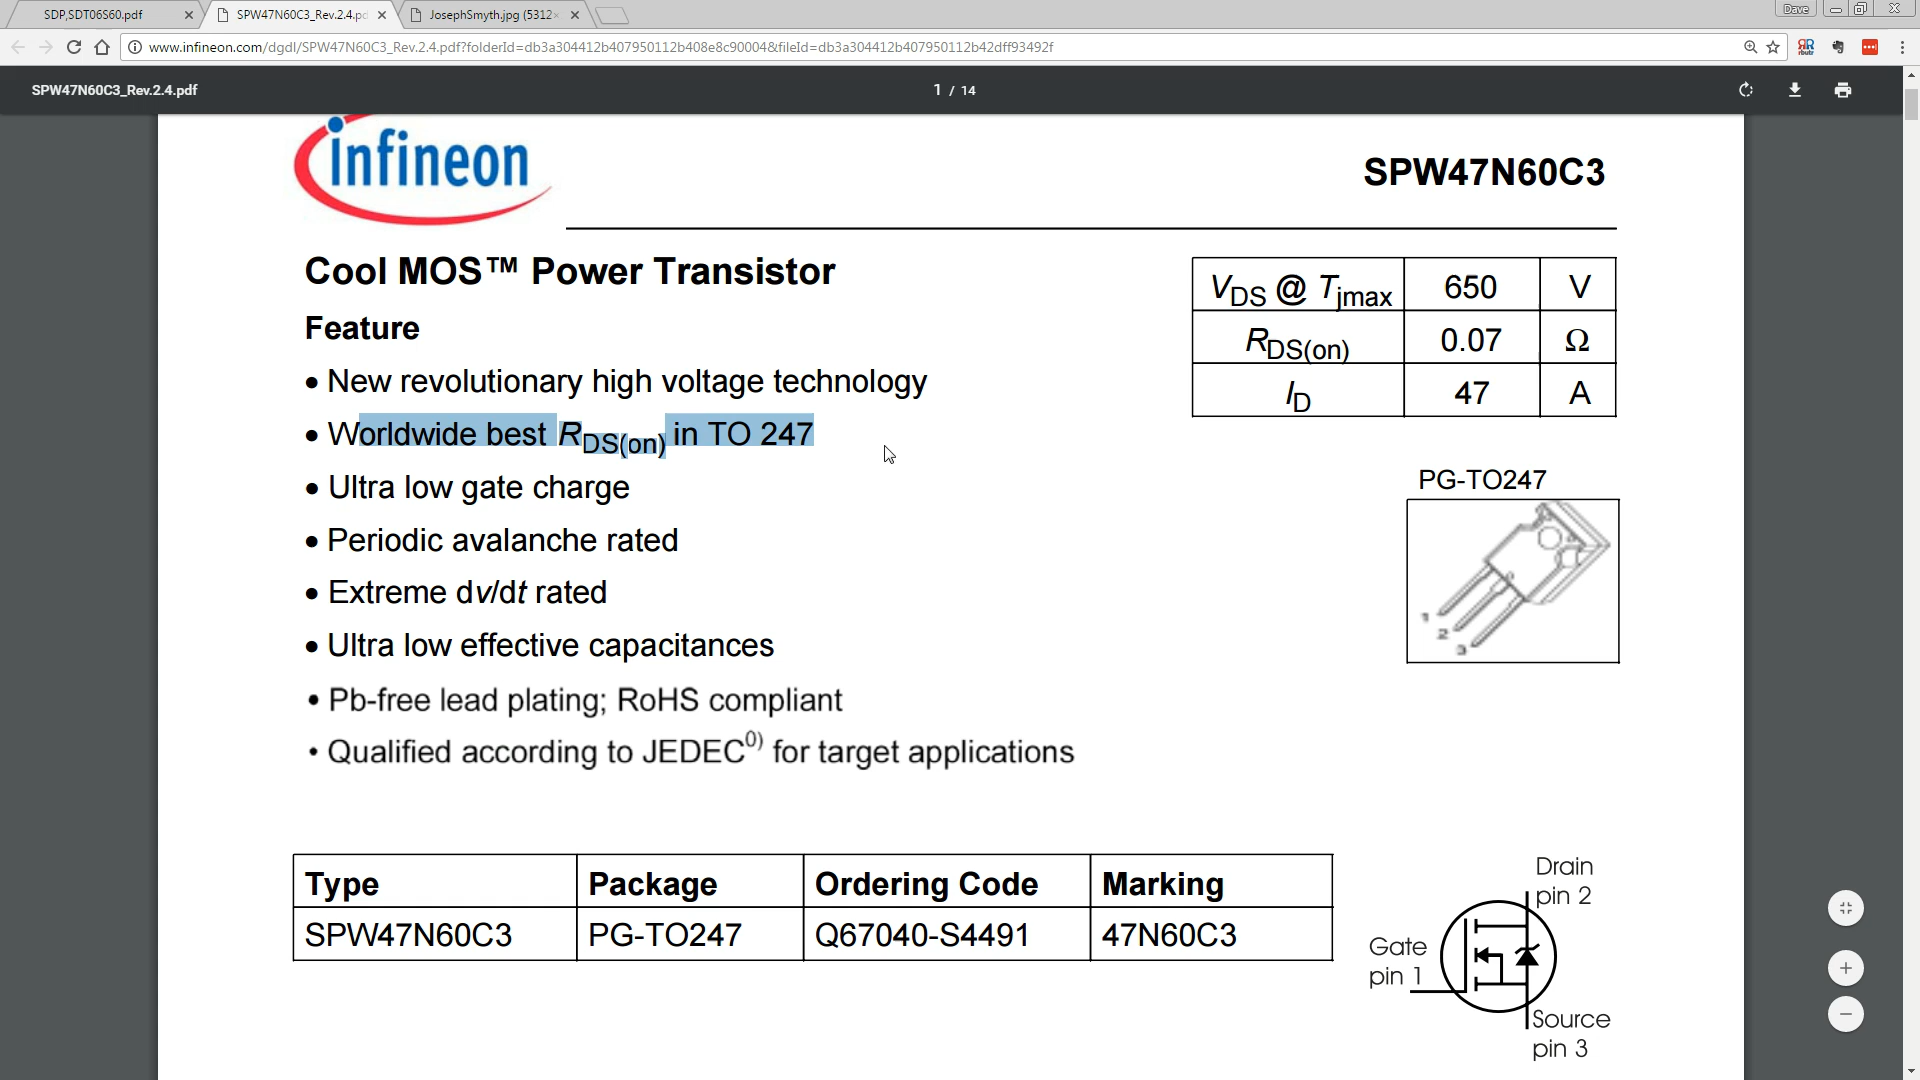 SDP,SDT06S60.pdf
SPW47N60C3_Rev.2.4.pd
JosephSmyth.jpg (5312×
Dave
www.infineon.com/dgdl/SPW47N60C3_Rev.2.4.pdf?folderId=db3a304412b407950112b408e8c90004&fileId=db3a304412b407950112b42dff93492f
SPW47N60C3_Rev.2.4.pdf
1 / 14
infineon
SPW47N60C3
Cool MOS™ Power Transistor
Feature
• New revolutionary high voltage technology
• Worldwide best RDS(on) in TO 247
• Ultra low gate charge
• Periodic avalanche rated
• Extreme dv/dt rated
• Ultra low effective capacitances
• Pb-free lead plating; RoHS compliant
• Qualified according to JEDEC0) for target applications
VDS @ Tjmax 650 V
RDS(on) 0.07 Ω
ID 47 A
PG-TO247
1
2
3
Type Package Ordering Code Marking
SPW47N60C3 PG-TO247 Q67040-S4491 47N60C3
Drain
pin 2
Gate
pin 1
Source
pin 3